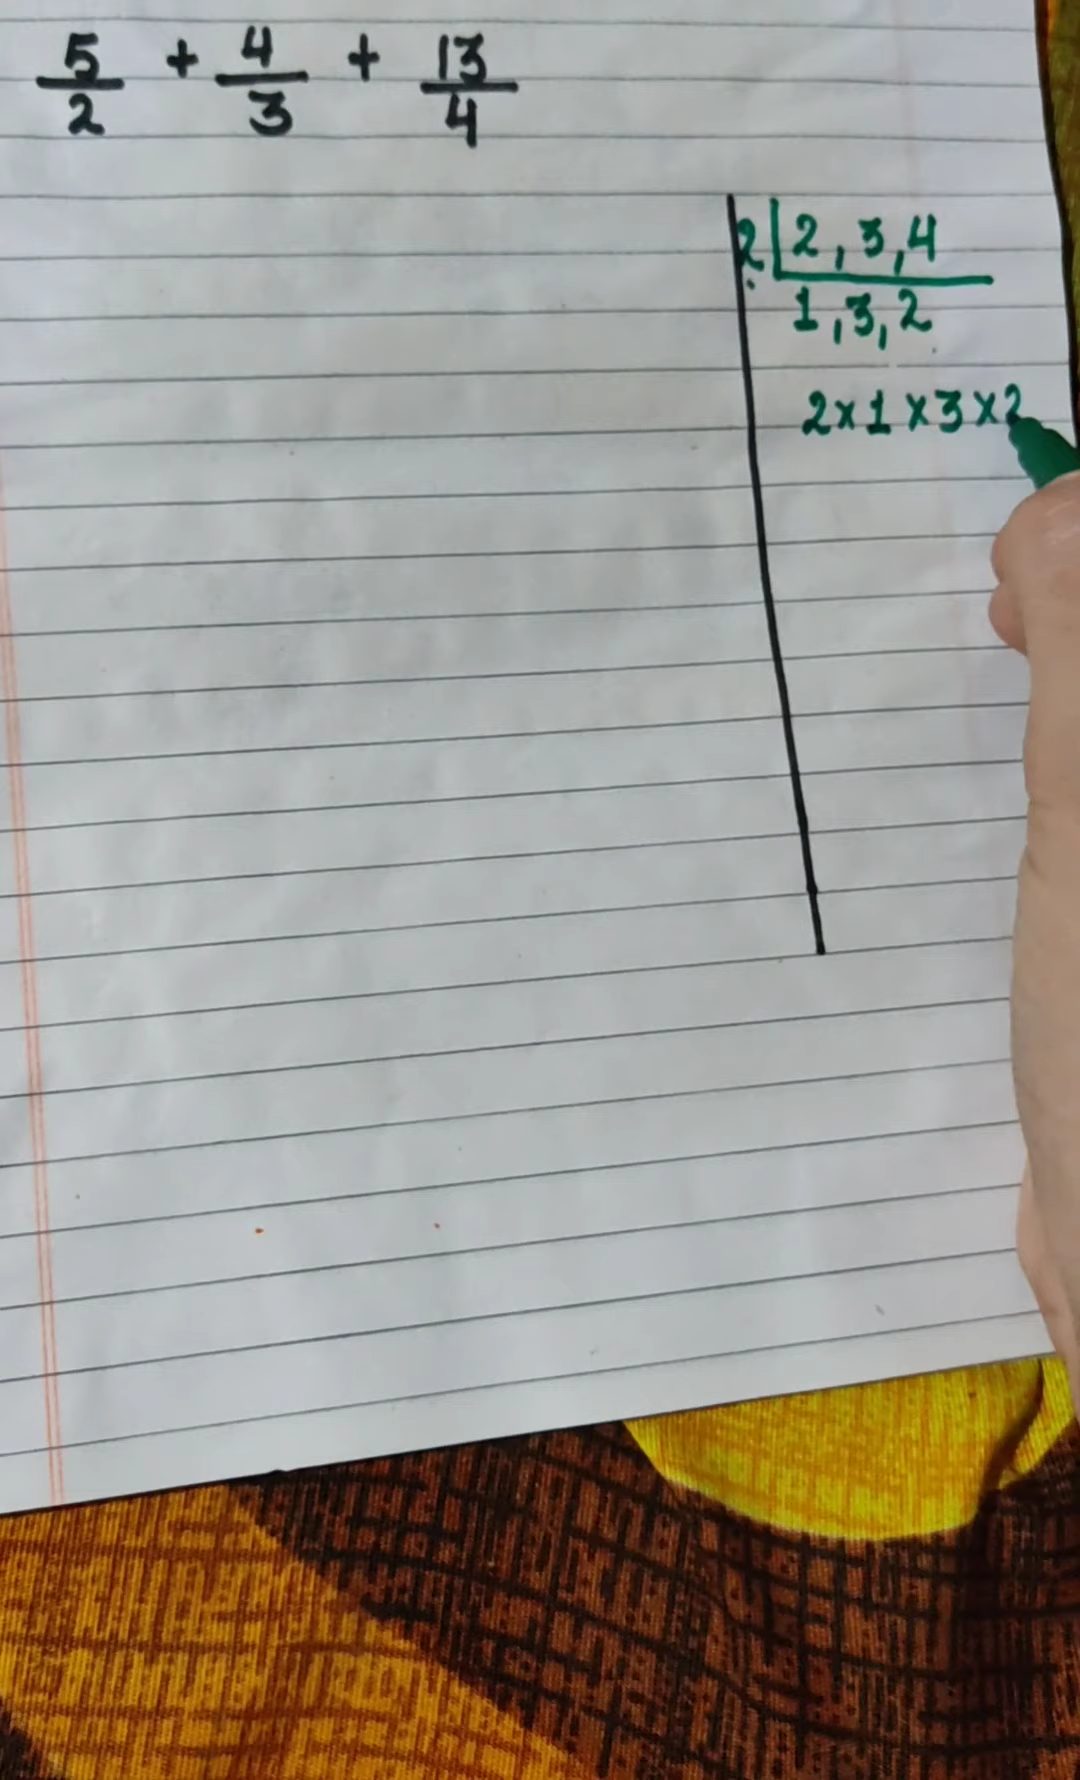 5/2 + 4/3 + 13/4
2 | 2, 3, 4
1, 3, 2
2 × 1 × 3 × 2